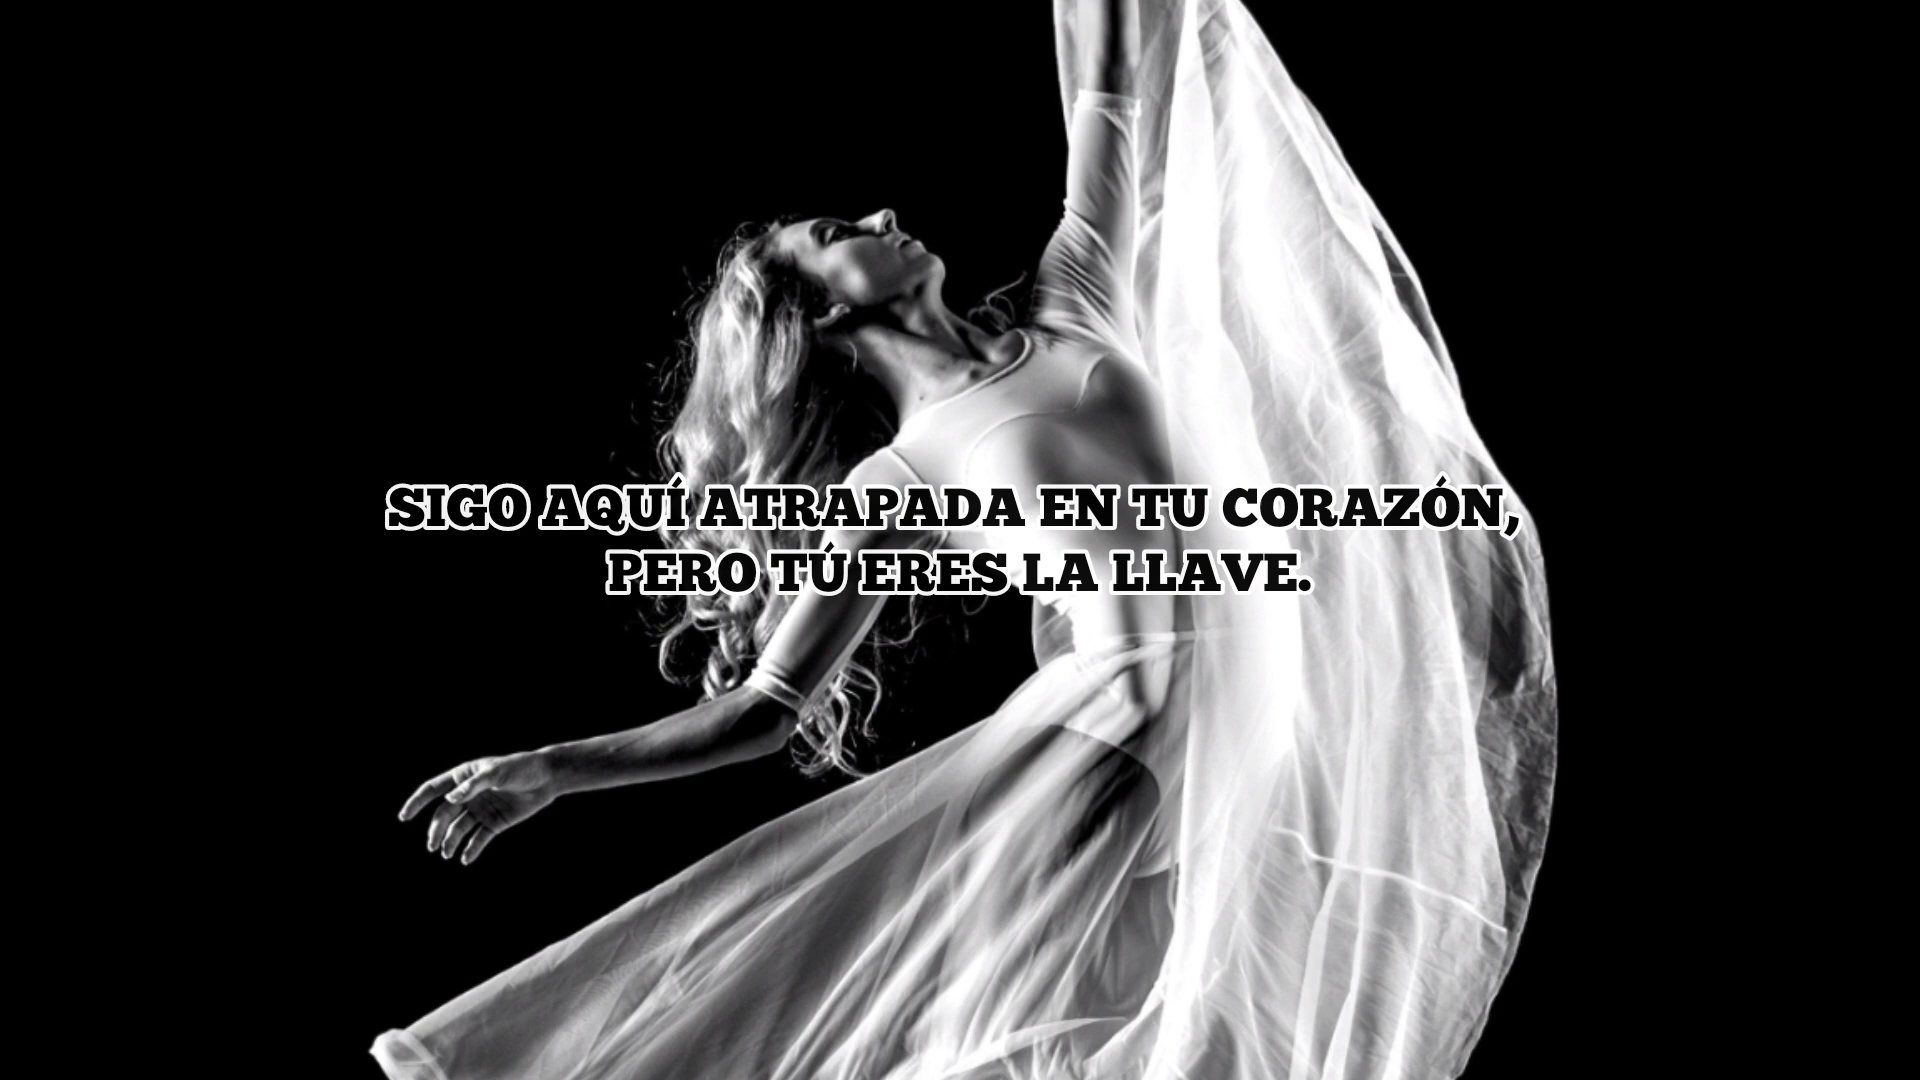 SIGO AQUÍ ATRAPADA EN TU CORAZÓN,
PERO TÚ ERES LA LLAVE.